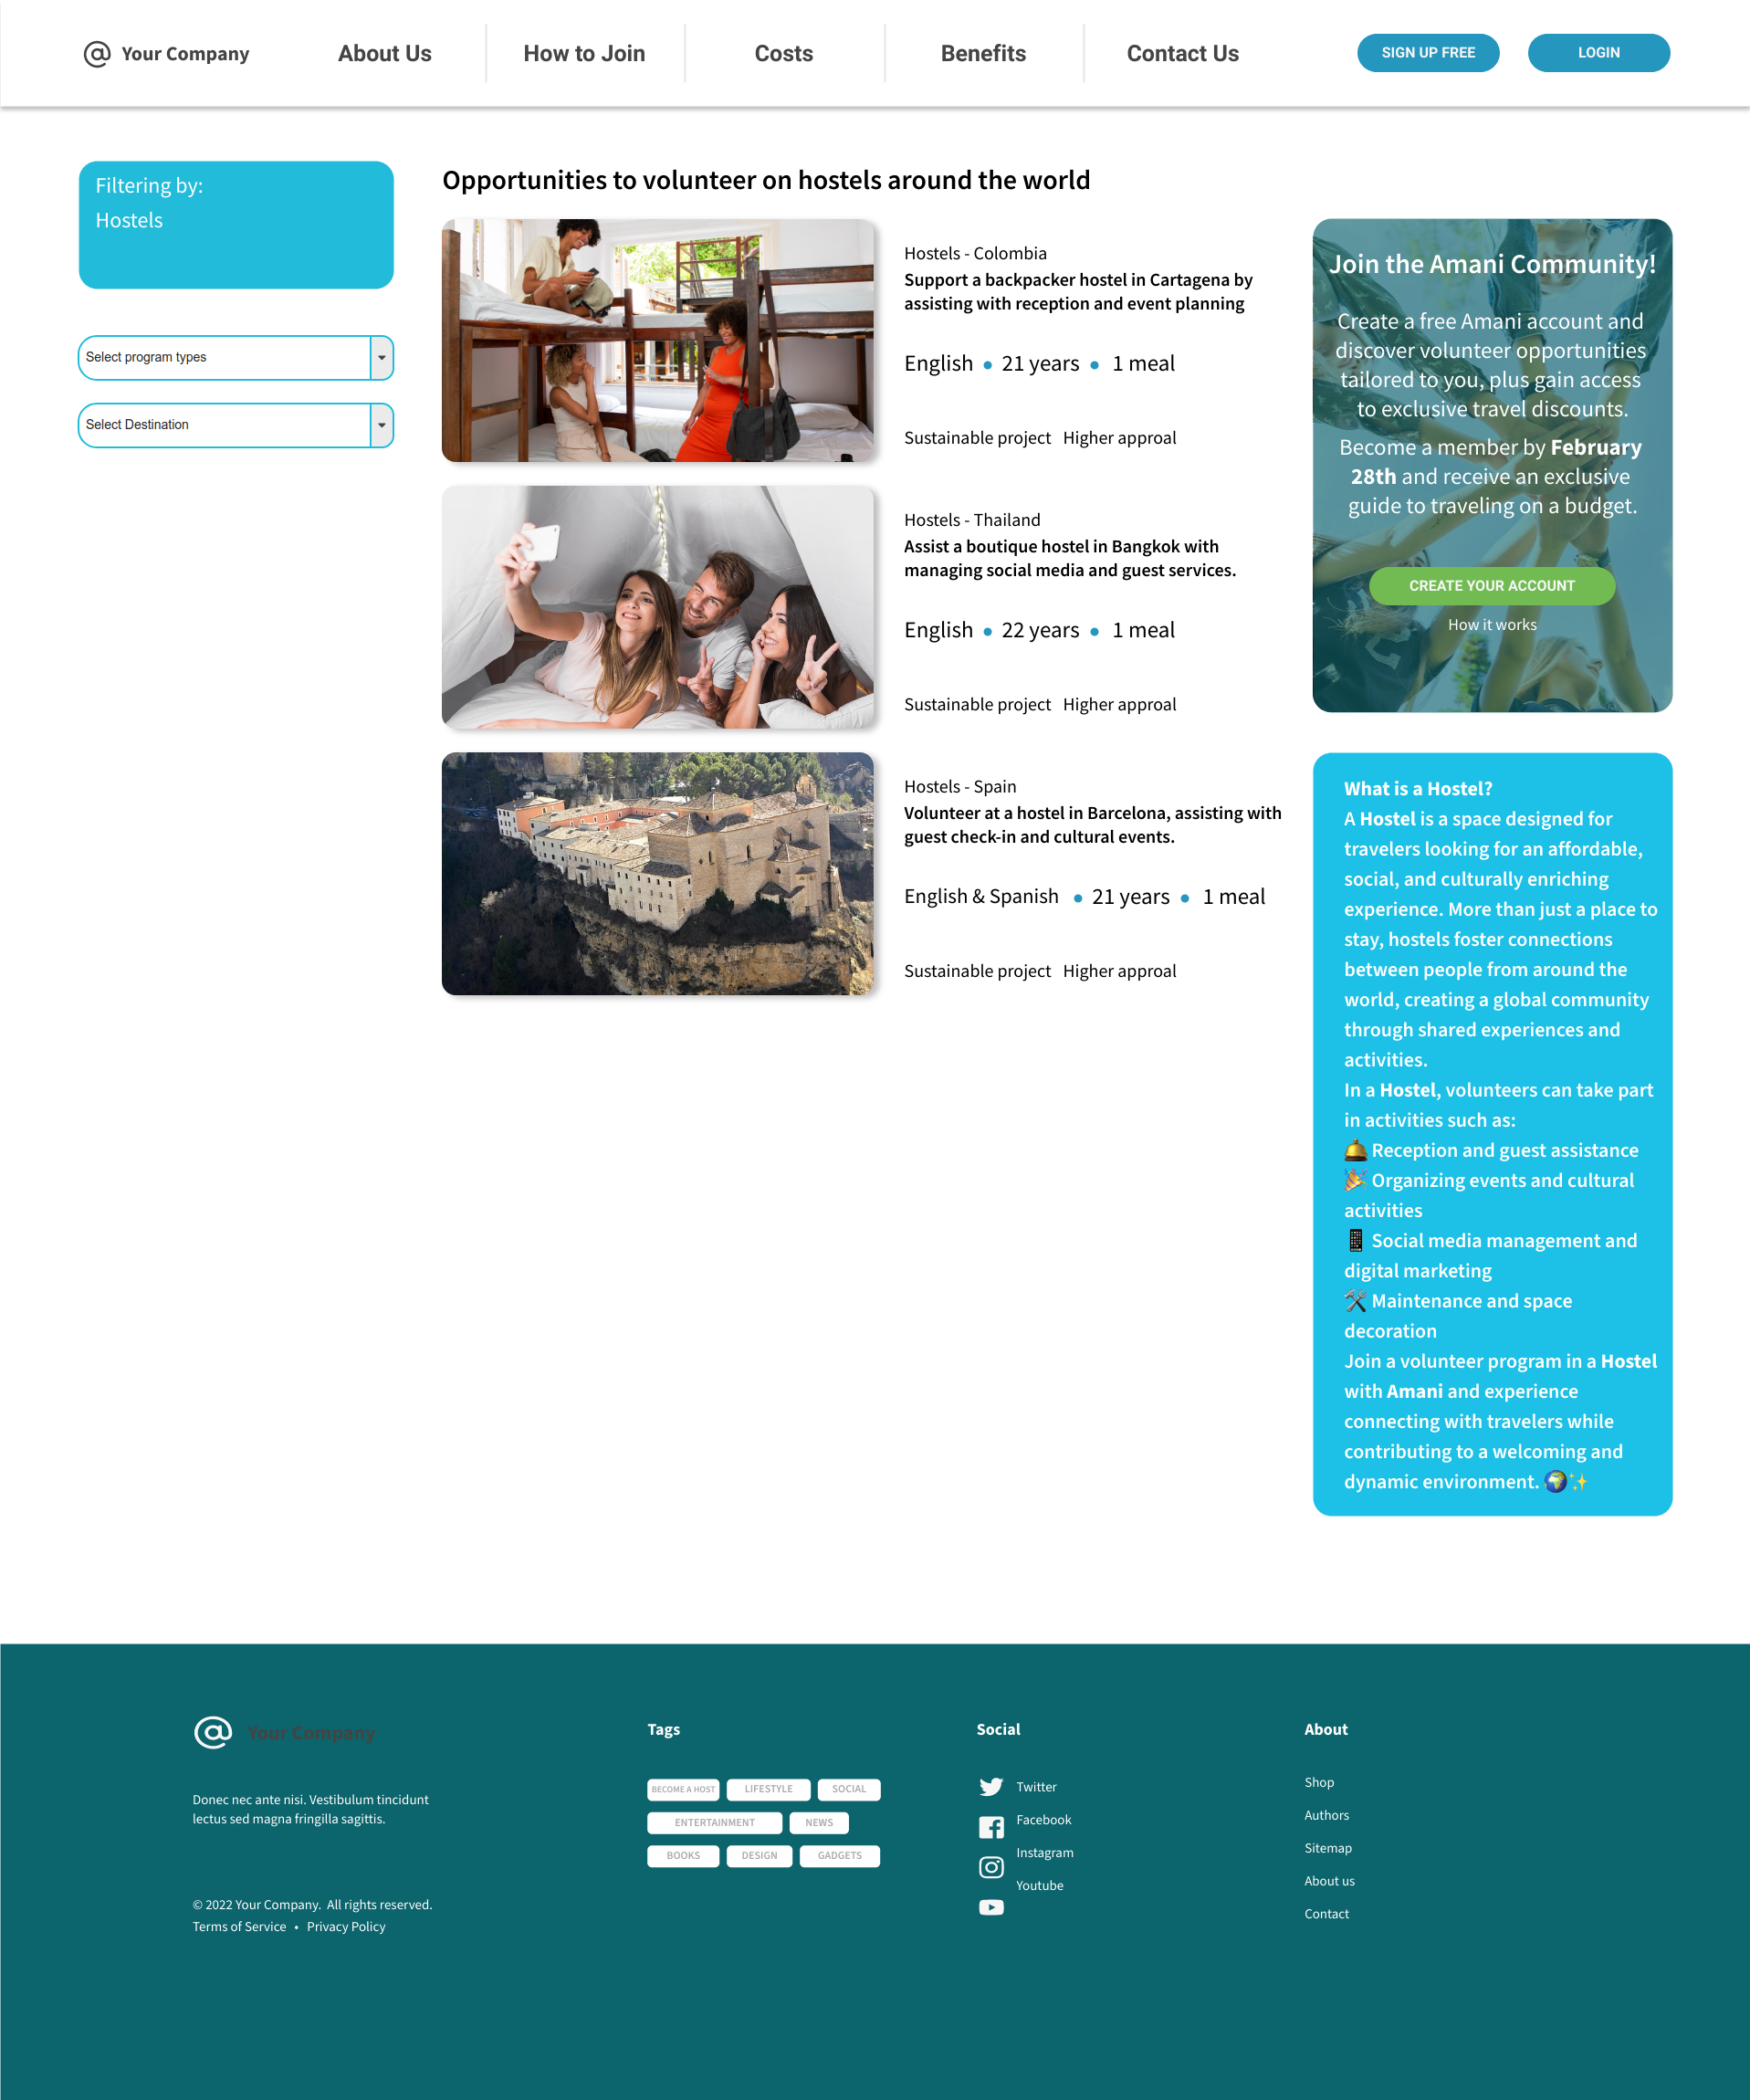 Your Company
About Us
How to Join
Costs
Benefits
Contact Us
SIGN UP FREE
LOGIN
Filtering by:
Hostels
Select program types
Select Destination
Opportunities to volunteer on hostels around the world
Hostels - Colombia
Support a backpacker hostel in Cartagena by
assisting with reception and event planning
English • 21 years • 1 meal
Sustainable project Higher approal
Hostels - Thailand
Assist a boutique hostel in Bangkok with
managing social media and guest services.
English • 22 years • 1 meal
Sustainable project Higher approal
Hostels - Spain
Volunteer at a hostel in Barcelona, assisting with
guest check-in and cultural events.
English & Spanish • 21 years • 1 meal
Sustainable project Higher approal
Join the Amani Community!
Create a free Amani account and
discover volunteer opportunities
tailored to you, plus gain access
to exclusive travel discounts.
Become a member by February
28th and receive an exclusive
guide to traveling on a budget.
CREATE YOUR ACCOUNT
How it works
What is a Hostel?
A Hostel is a space designed for
travelers looking for an affordable,
social, and culturally enriching
experience. More than just a place to
stay, hostels foster connections
between people from around the
world, creating a global community
through shared experiences and
activities.
In a Hostel, volunteers can take part
in activities such as:
🛎️ Reception and guest assistance
🎉 Organizing events and cultural
activities
📱 Social media management and
digital marketing
🛠️ Maintenance and space
decoration
Join a volunteer program in a Hostel
with Amani and experience
connecting with travelers while
contributing to a welcoming and
dynamic environment. 🌍✨
Your Company
Donec nec ante nisi. Vestibulum tincidunt
lectus sed magna fringilla sagittis.
© 2022 Your Company. All rights reserved.
Terms of Service • Privacy Policy
Tags
BECOME A HOST
LIFESTYLE
SOCIAL
ENTERTAINMENT
NEWS
BOOKS
DESIGN
GADGETS
Social
Twitter
Facebook
Instagram
Youtube
About
Shop
Authors
Sitemap
About us
Contact